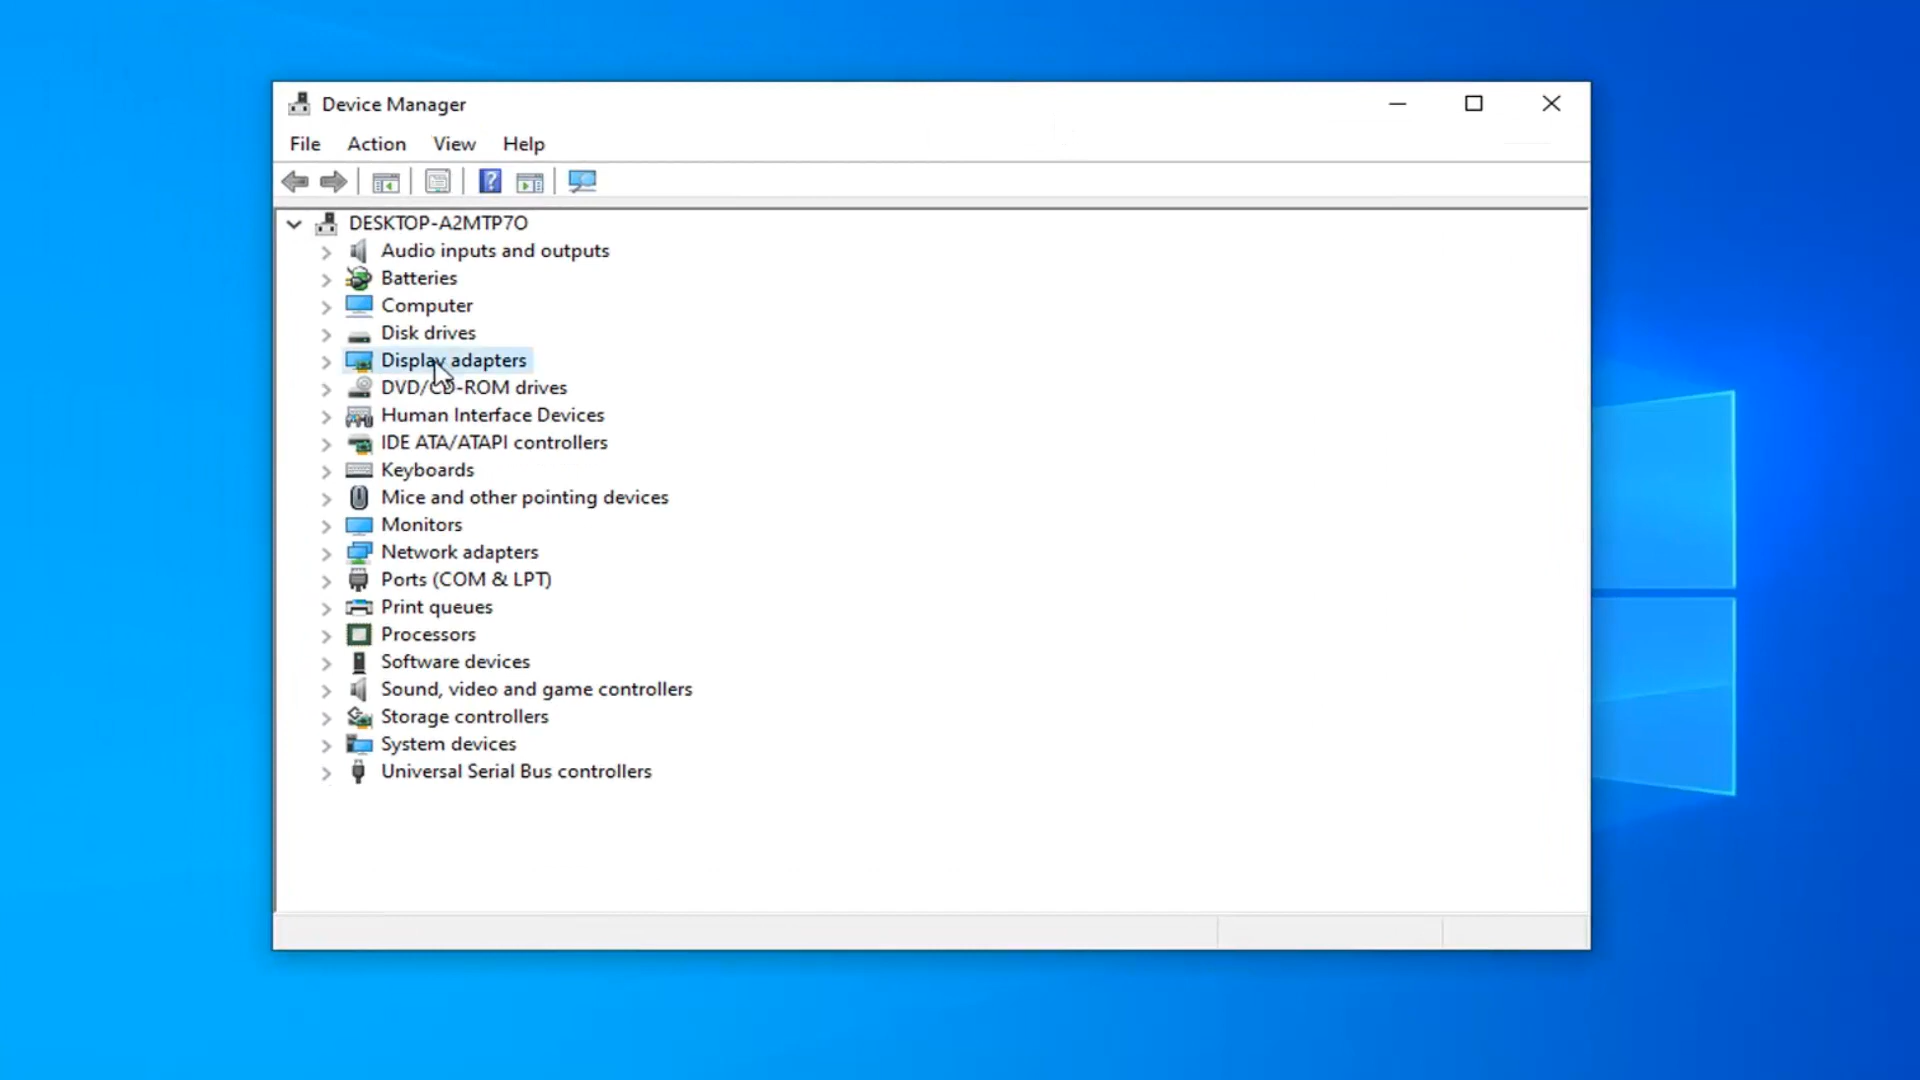 Device Manager
File Action View Help
DESKTOP-A2MTP7O
Audio inputs and outputs
Batteries
Computer
Disk drives
Display adapters
DVD/CD-ROM drives
Human Interface Devices
IDE ATA/ATAPI controllers
Keyboards
Mice and other pointing devices
Monitors
Network adapters
Ports (COM & LPT)
Print queues
Processors
Software devices
Sound, video and game controllers
Storage controllers
System devices
Universal Serial Bus controllers